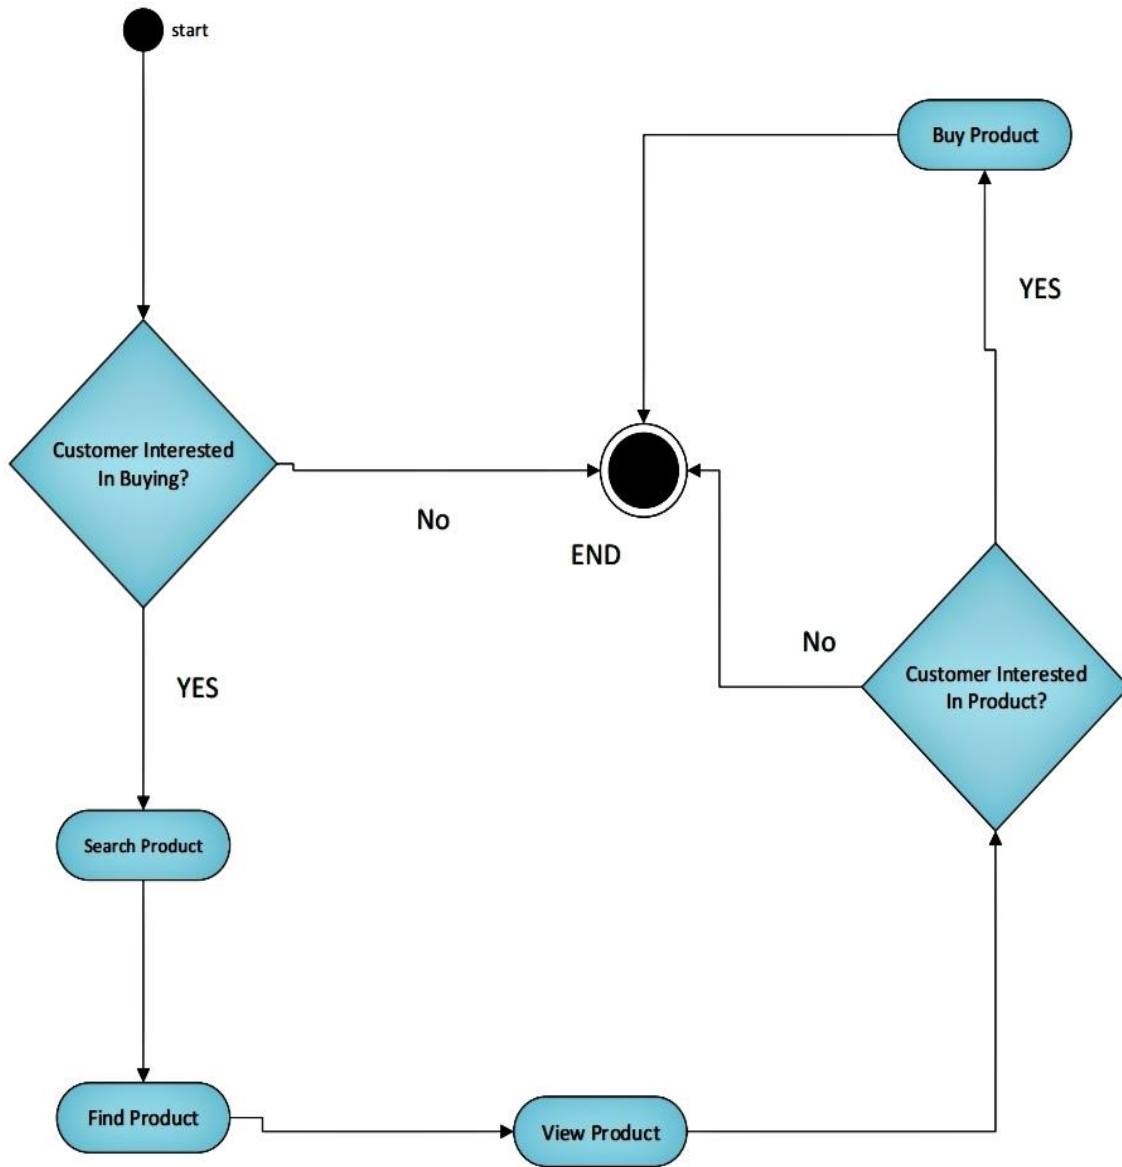 start
Buy Product
YES
Customer Interested
In Buying?
No
END
No
Customer Interested
In Product?
YES
Search Product
Find Product
View Product